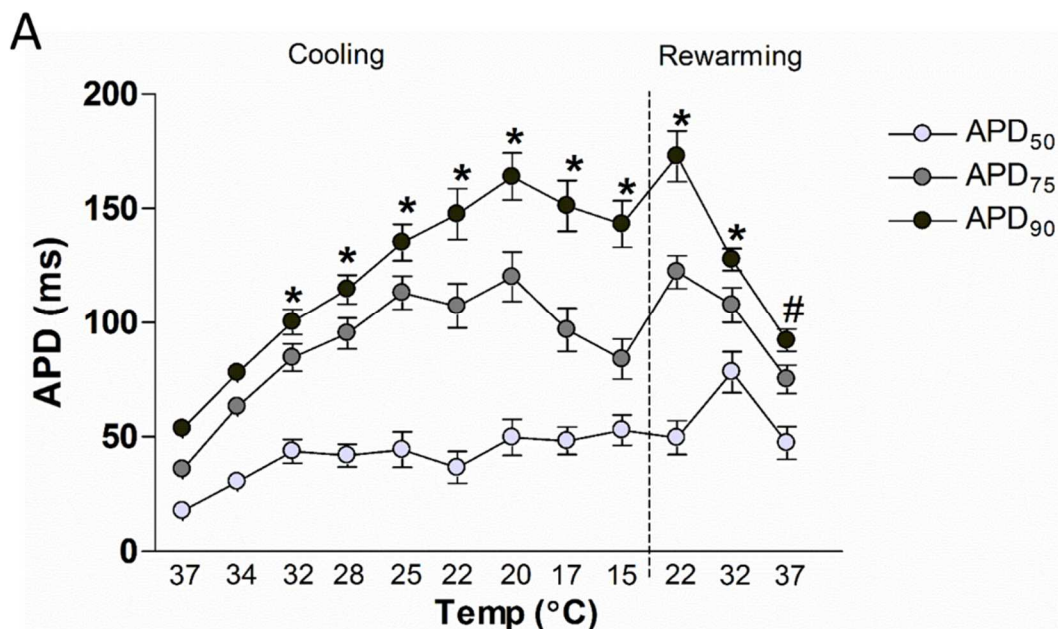 A
Cooling
Rewarming
200
150
100
50
0
APD (ms)
* * * * * * * * * #
APD50
APD75
APD90
37 34 32 28 25 22 20 17 15 22 32 37
Temp (°C)